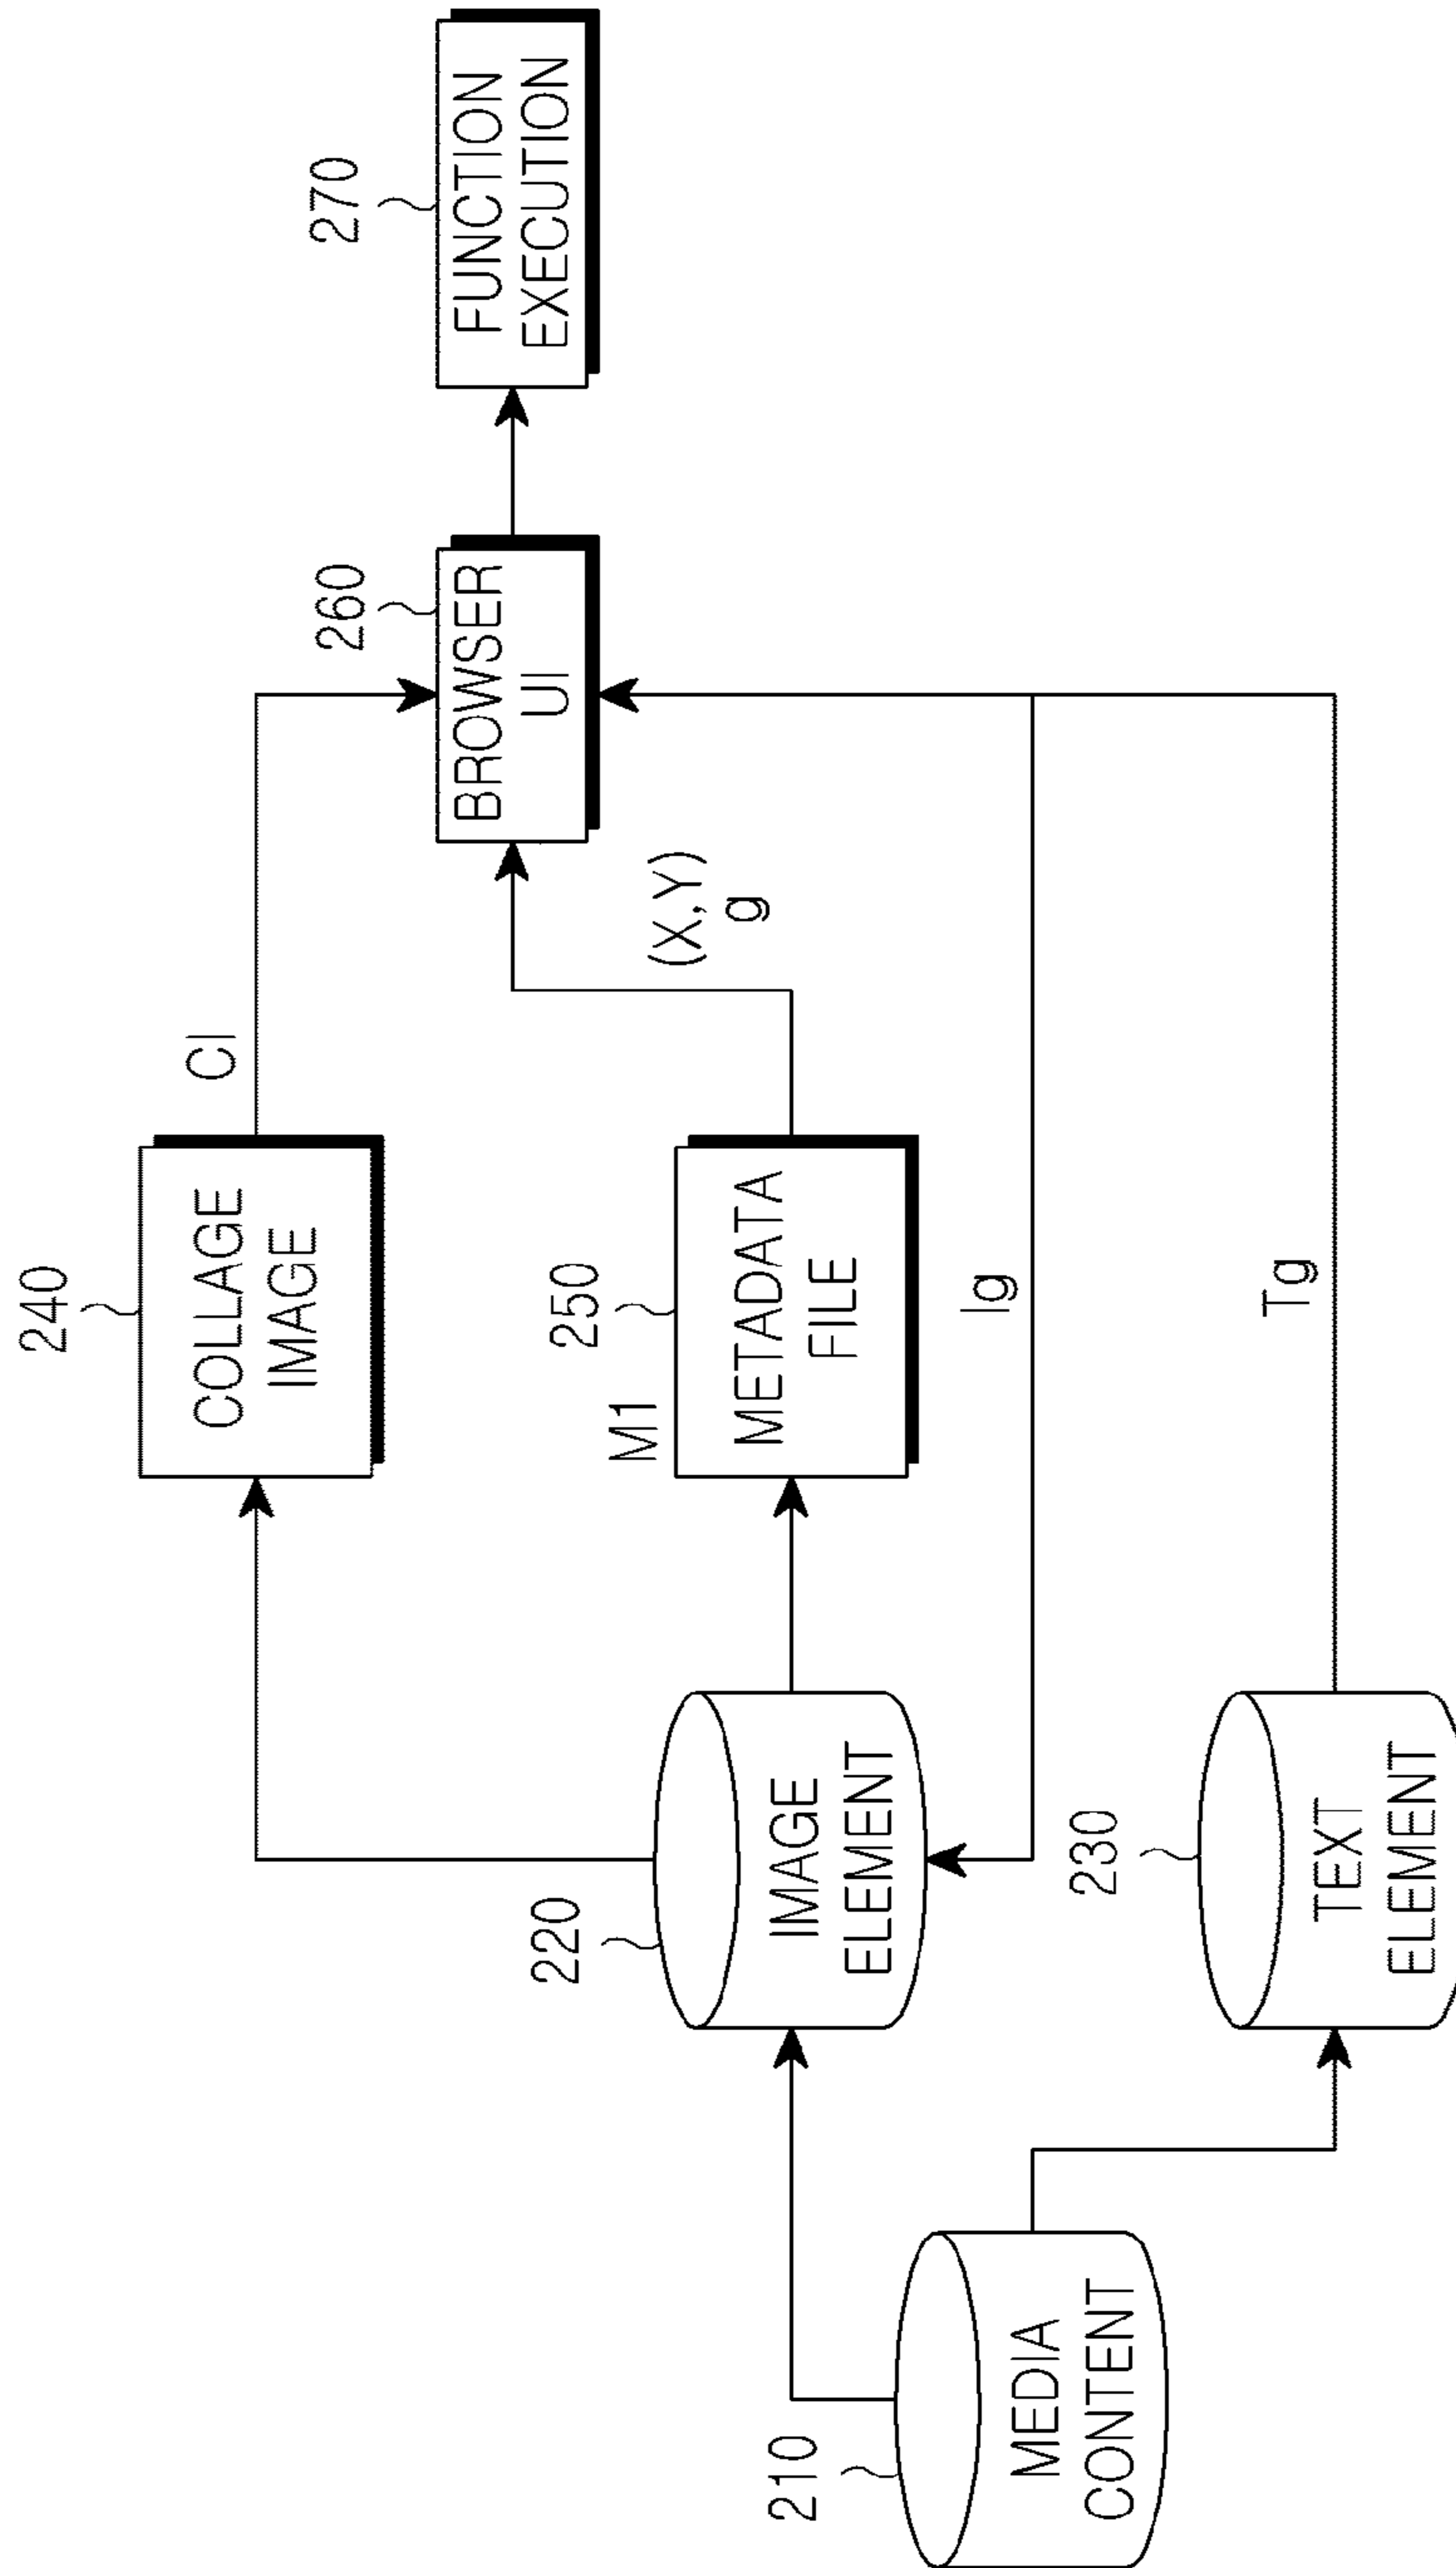 240
COLLAGE
IMAGE
CI
270
FUNCTION
EXECUTION
260
BROWSER
UI
220
IMAGE
ELEMENT
M1
250
METADATA
FILE
(X,Y)
g
210
MEDIA
CONTENT
Ig
230
TEXT
ELEMENT
Tg